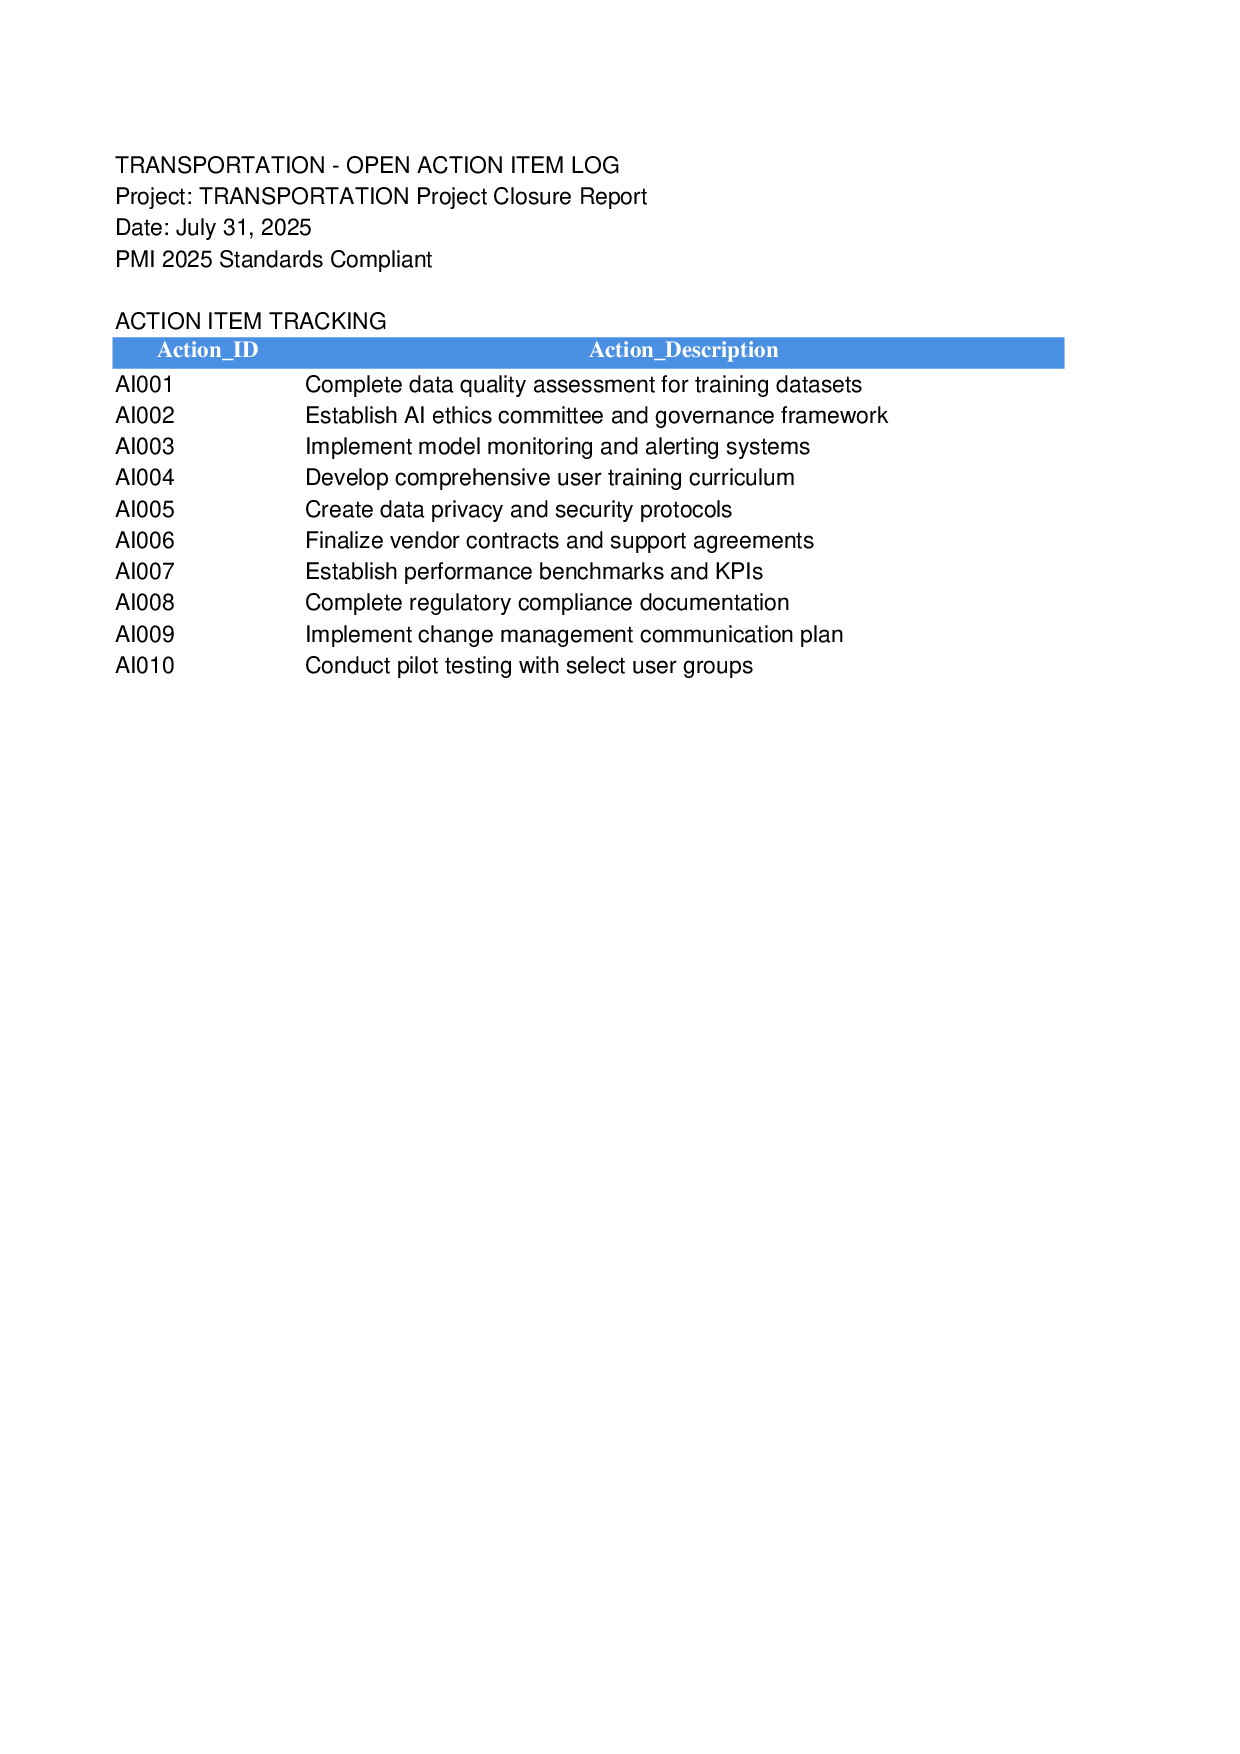 TRANSPORTATION - OPEN ACTION ITEM LOG
Project: TRANSPORTATION Project Closure Report
Date: July 31, 2025
PMI 2025 Standards Compliant
ACTION ITEM TRACKING
Action_ID Action_Description
AI001 Complete data quality assessment for training datasets
AI002 Establish AI ethics committee and governance framework
AI003 Implement model monitoring and alerting systems
AI004 Develop comprehensive user training curriculum
AI005 Create data privacy and security protocols
AI006 Finalize vendor contracts and support agreements
AI007 Establish performance benchmarks and KPIs
AI008 Complete regulatory compliance documentation
AI009 Implement change management communication plan
AI010 Conduct pilot testing with select user groups